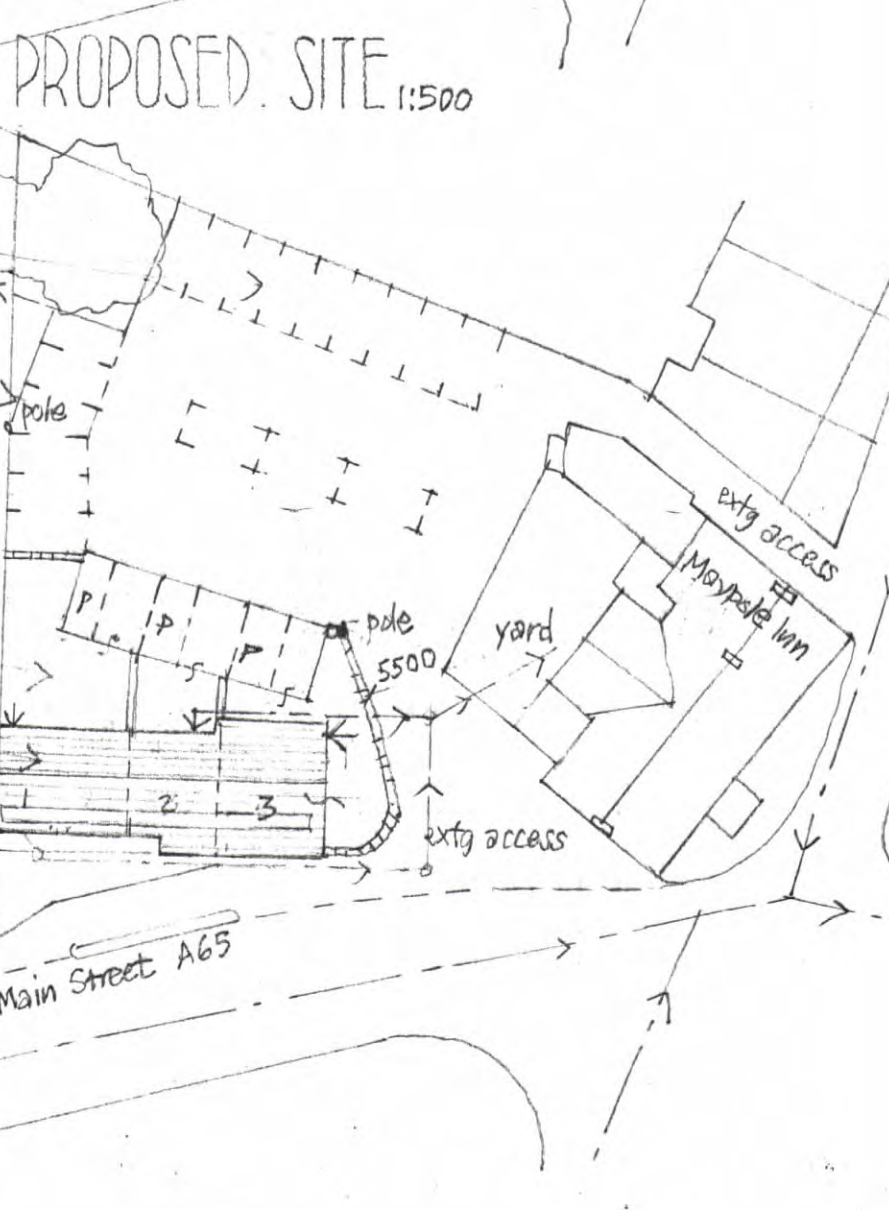 PROPOSED. SITE 1:500
pole
extg access
Maypole Inn
P
P
P
pole
yard
5500
S
S
1
2
3
extg access
Main Street A65